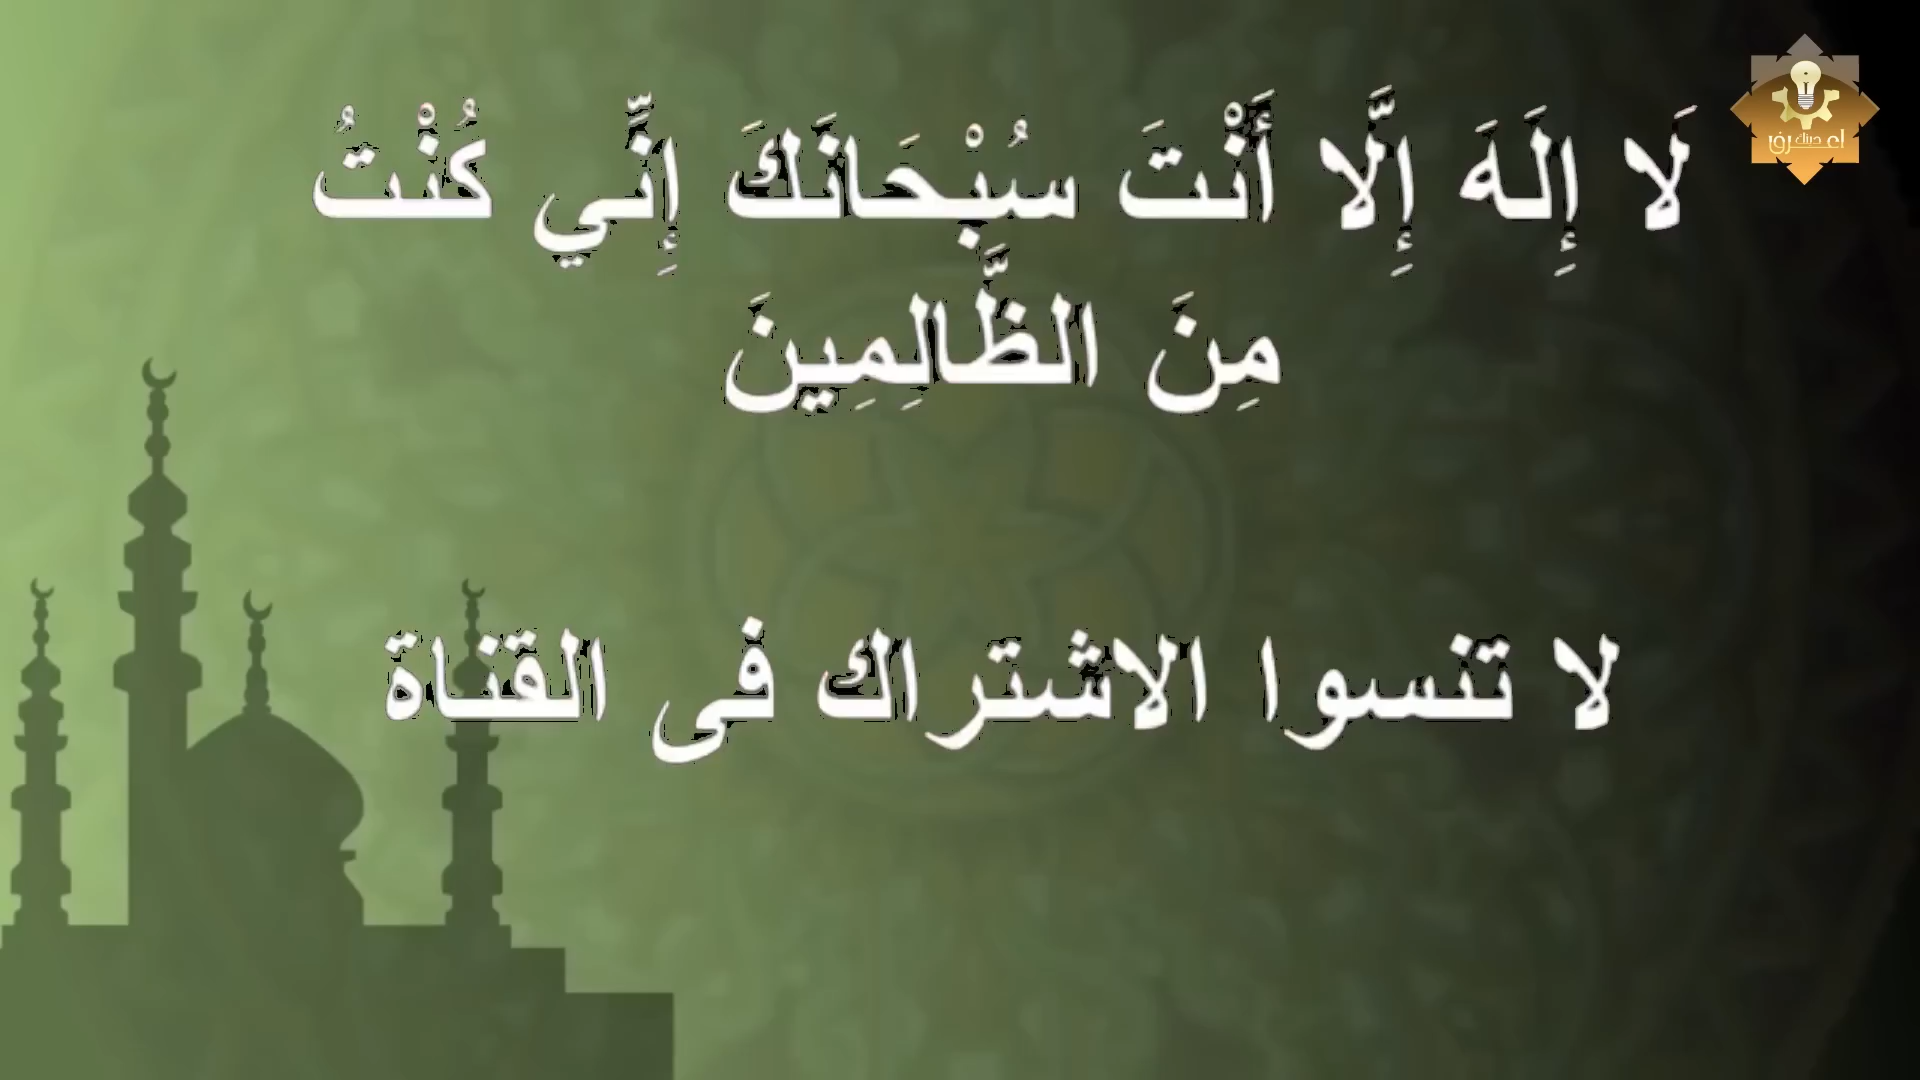 لَا إِلَهَ إِلَّا أَنْتَ سُبْحَانَكَ إِنِّي كُنْتُ
مِنَ الظَّالِمِينَ
لا تنسوا الاشتراك فى القناة